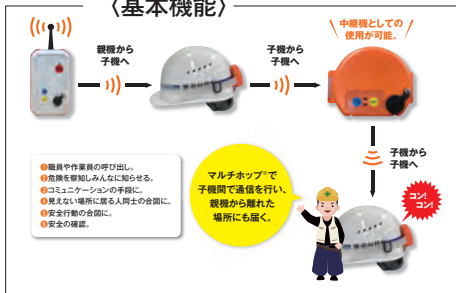 〈基本機能〉
親機から
子機へ
子機から
子機へ
中継機としての
使用が可能。
子機から
子機へ
❶職員や作業員の呼び出し。
❷危険を察知しみんなに知らせる。
❸コミュニケーションの手段に。
❹見えない場所に居る人同士の合図に。
❺安全行動の合図に。
❻安全の確認。
マルチホップ※で
子機間で通信を行い、
親機から離れた
場所にも届く。
コン!
コン!